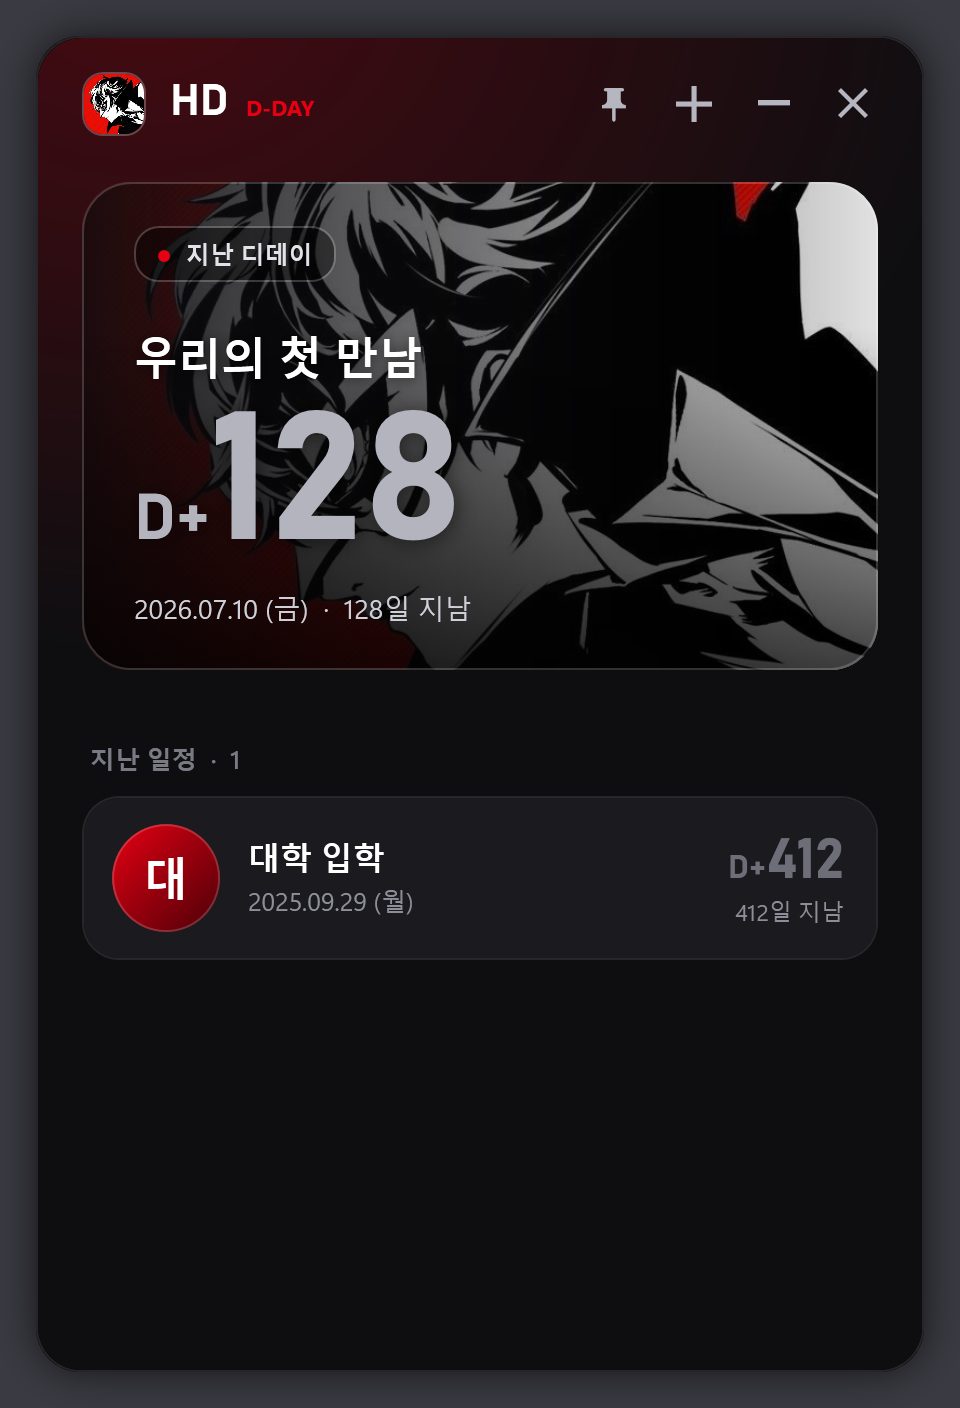 HD D-DAY
지난 디데이
우리의 첫 만남
D+128
2026.07.10 (금) · 128일 지남
지난 일정 · 1
대
대학 입학
2025.09.29 (월)
D+412
412일 지남